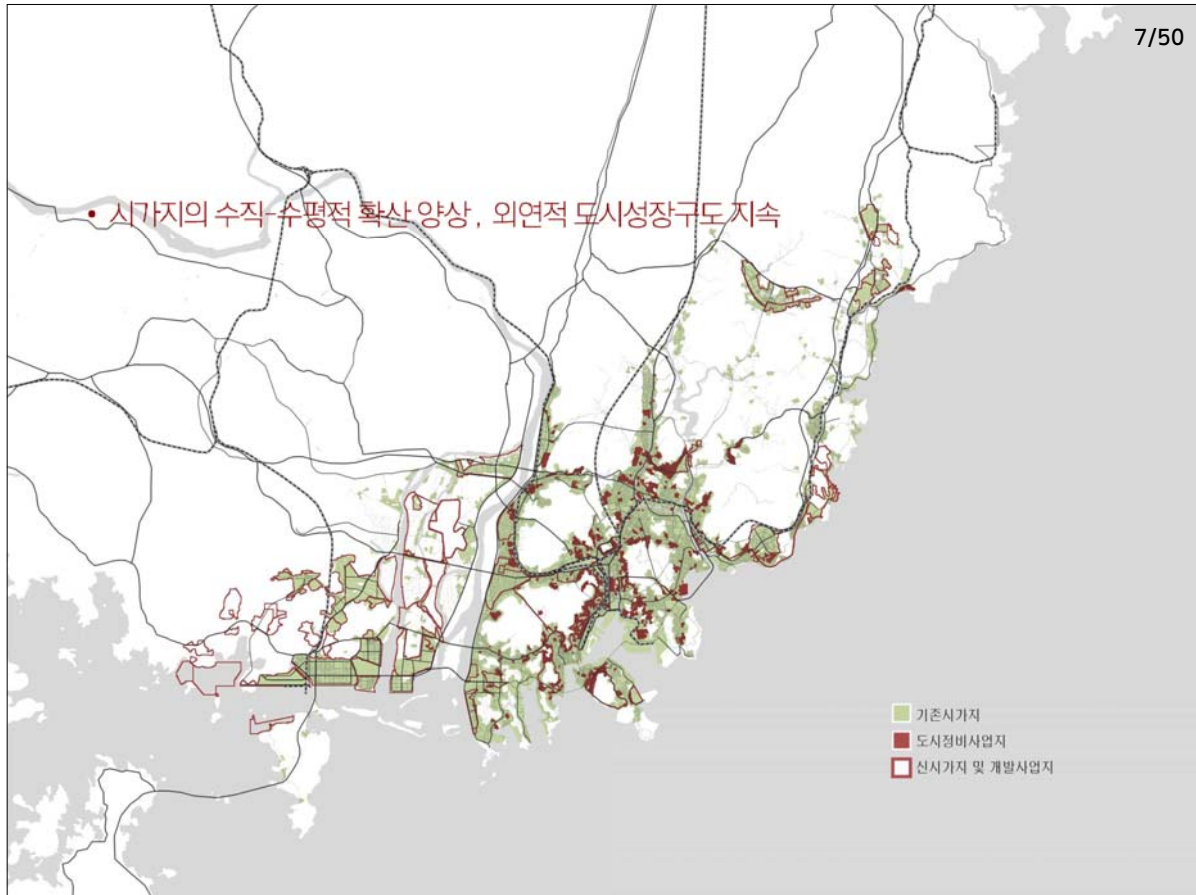 7/50
• 시가지의 수직-수평적 확산 양상, 외연적 도시성장구도 지속
기존시가지
도시정비사업지
신시가지 및 개발사업지